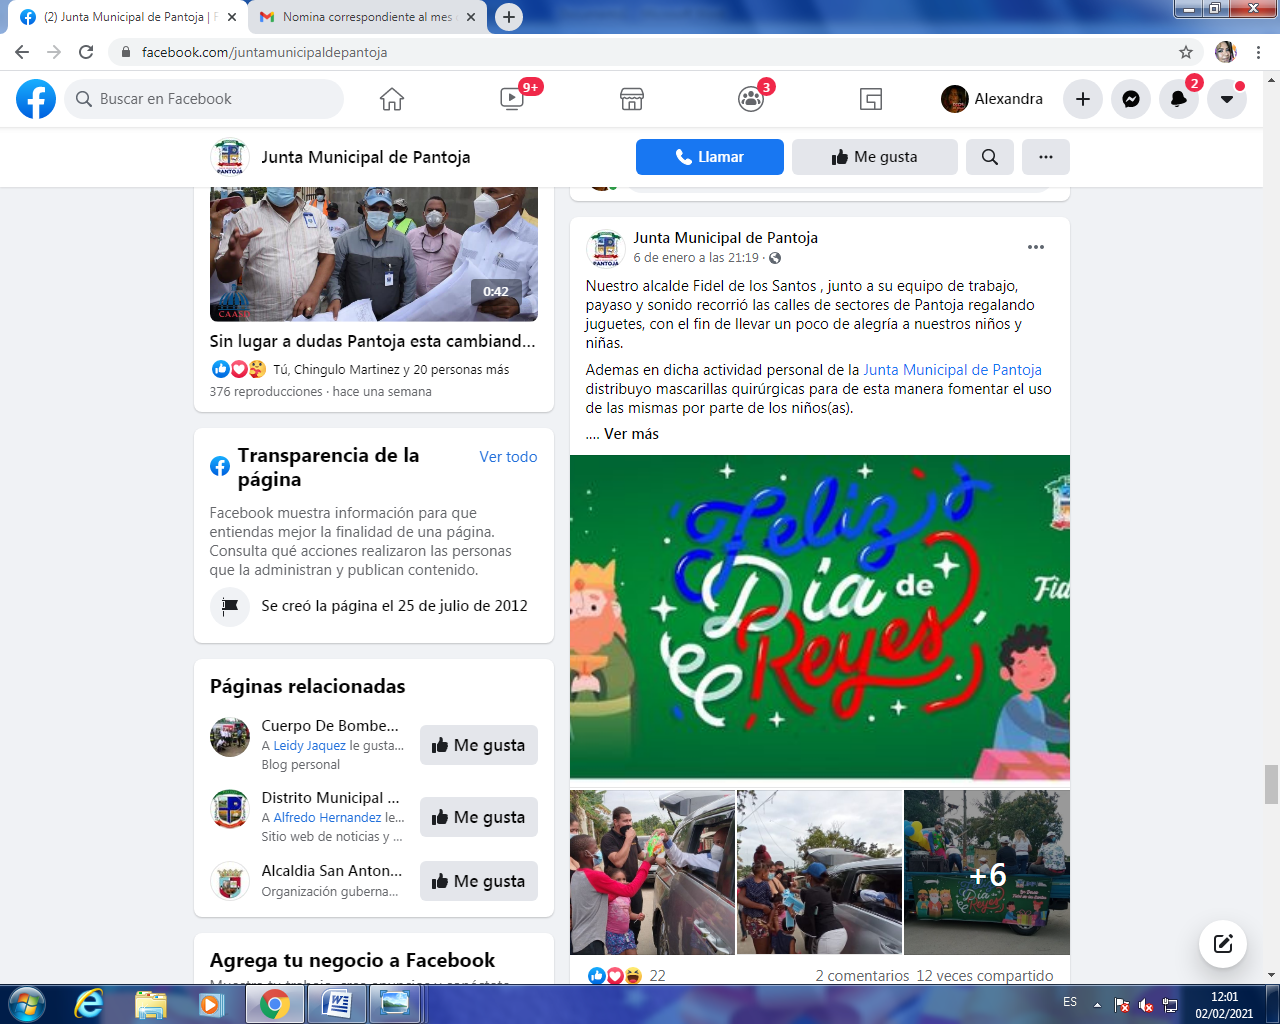 (2) Junta Municipal de Pantoja | F
Nomina correspondiente al mes
facebook.com/juntamunicipaldepantoja
Buscar en Facebook
9+
3
Alexandra
2
Junta Municipal de Pantoja
Llamar
Me gusta
PANTOJA
0:42
CAASD
Sin lugar a dudas Pantoja esta cambiand...
Tú, Chingulo Martinez y 20 personas más
376 reproducciones · hace una semana
Transparencia de la
página
Ver todo
Facebook muestra información para que
entiendas mejor la finalidad de una página.
Consulta qué acciones realizaron las personas
que la administran y publican contenido.
Se creó la página el 25 de julio de 2012
Páginas relacionadas
Cuerpo De Bombe...
A Leidy Jaquez le gusta...
Blog personal
Me gusta
Distrito Municipal ...
A Alfredo Hernandez le...
Sitio web de noticias y ...
Me gusta
Alcaldia San Anton...
Organización guberna...
Me gusta
Agrega tu negocio a Facebook
Junta Municipal de Pantoja
6 de enero a las 21:19 ·
PANTOJA
Nuestro alcalde Fidel de los Santos , junto a su equipo de trabajo,
payaso y sonido recorrió las calles de sectores de Pantoja regalando
juguetes, con el fin de llevar un poco de alegría a nuestros niños y
niñas.
Ademas en dicha actividad personal de la Junta Municipal de Pantoja
distribuyo mascarillas quirúrgicas para de esta manera fomentar el uso
de las mismas por parte de los niños(as).
.... Ver más
Feliz
Día de
Reyes
Fid
+6
Día de
Reyes
22
2 comentarios 12 veces compartido
ES
12:01
02/02/2021